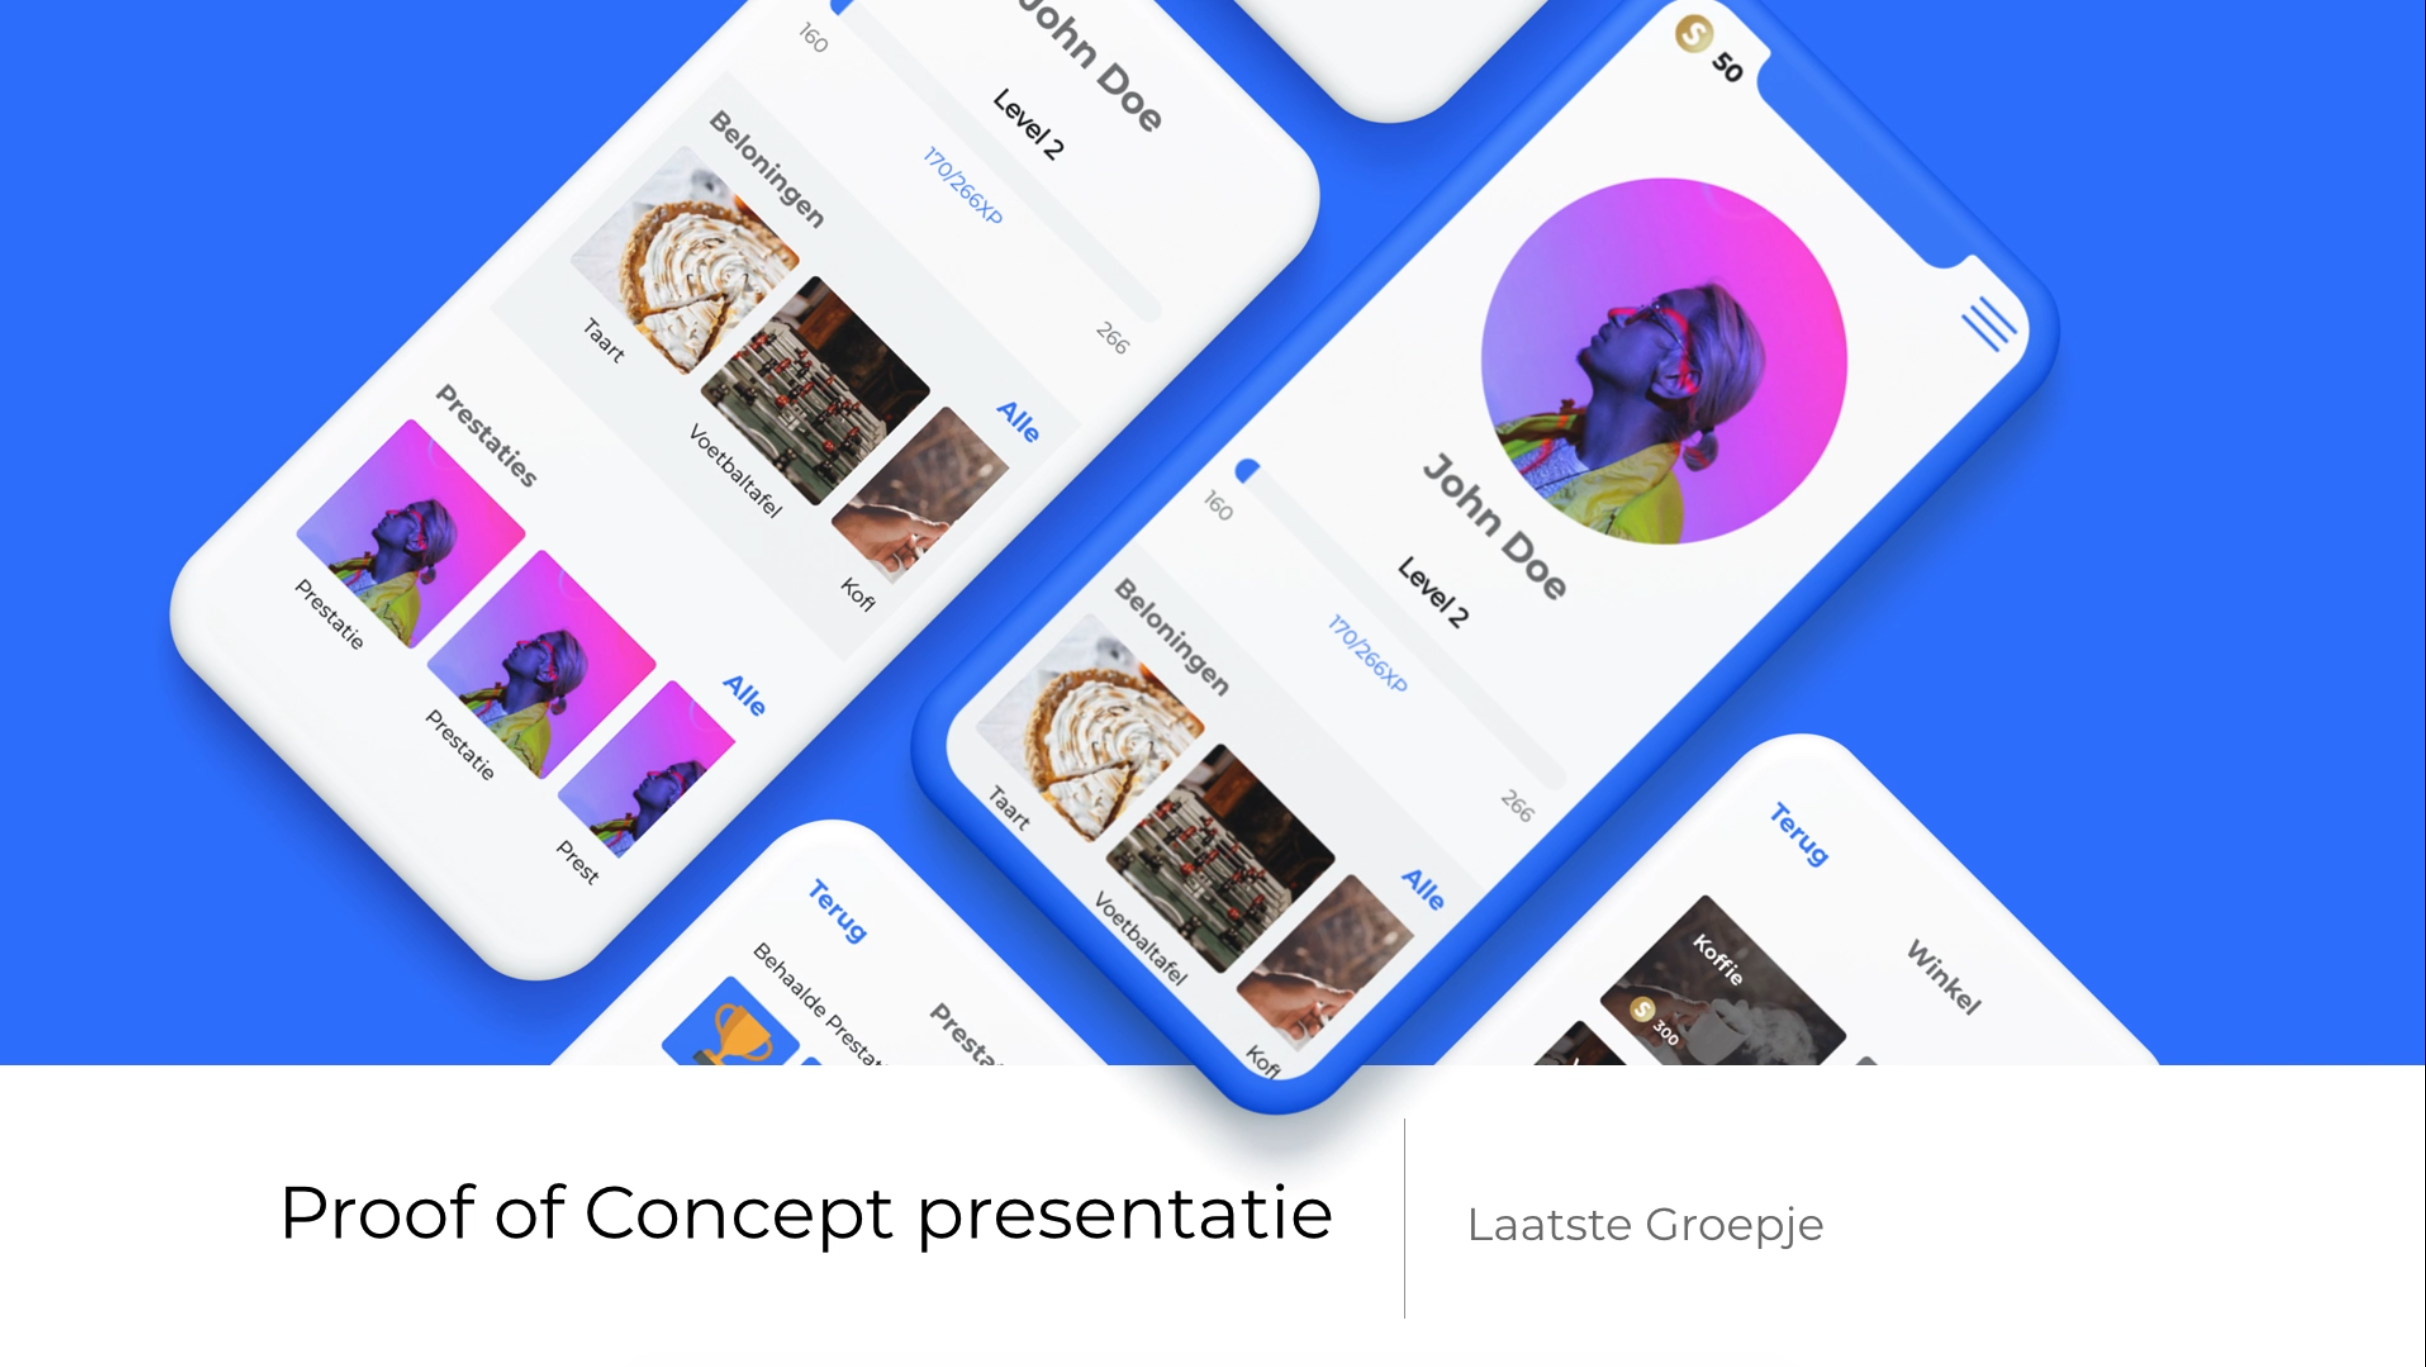 John Doe
160
Level 2
170/266XP
266
Beloningen
Alle
Taart
Voetbaltafel
Kof
Prestaties
Alle
Prestatie
Prestatie
Prest
50
John Doe
160
Level 2
170/266XP
266
Beloningen
Alle
Taart
Voetbaltafel
Kof
Terug
Presta
Behaalde Prestat
Terug
Winkel
Koffie
300
Proof of Concept presentatie
Laatste Groepje